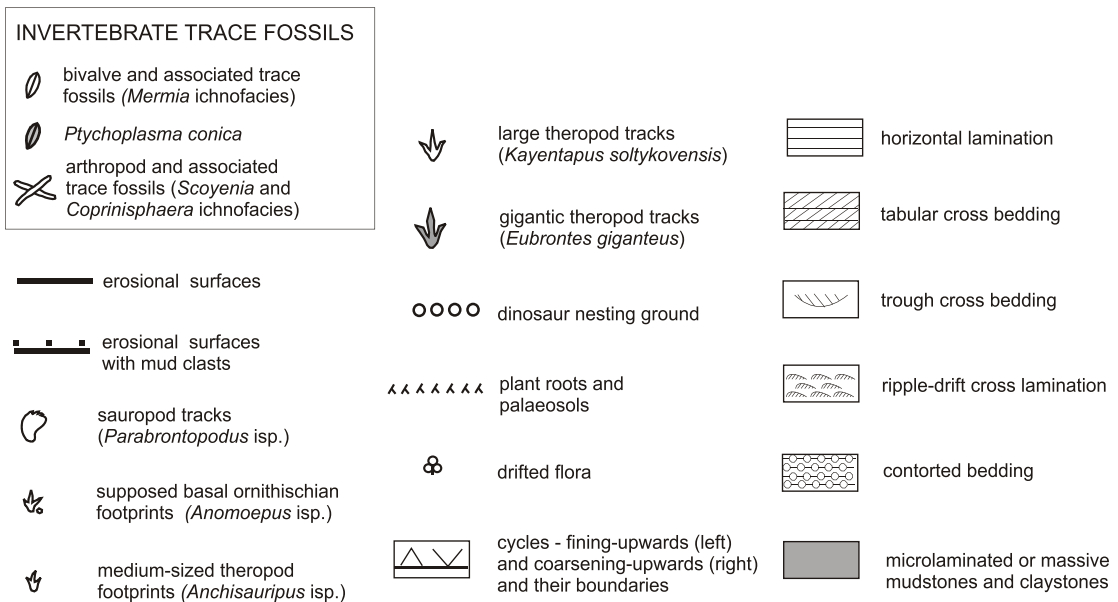 INVERTEBRATE TRACE FOSSILS
bivalve and associated trace
fossils (Mermia ichnofacies)
Ptychoplasma conica
arthropod and associated
trace fossils (Scoyenia and
Coprinisphaera ichnofacies)
erosional surfaces
erosional surfaces
with mud clasts
sauropod tracks
(Parabrontopodus isp.)
supposed basal ornithischian
footprints (Anomoepus isp.)
medium-sized theropod
footprints (Anchisauripus isp.)
large theropod tracks
(Kayentapus soltykovensis)
gigantic theropod tracks
(Eubrontes giganteus)
dinosaur nesting ground
plant roots and
palaeosols
drifted flora
cycles - fining-upwards (left)
and coarsening-upwards (right)
and their boundaries
horizontal lamination
tabular cross bedding
trough cross bedding
ripple-drift cross lamination
contorted bedding
microlaminated or massive
mudstones and claystones